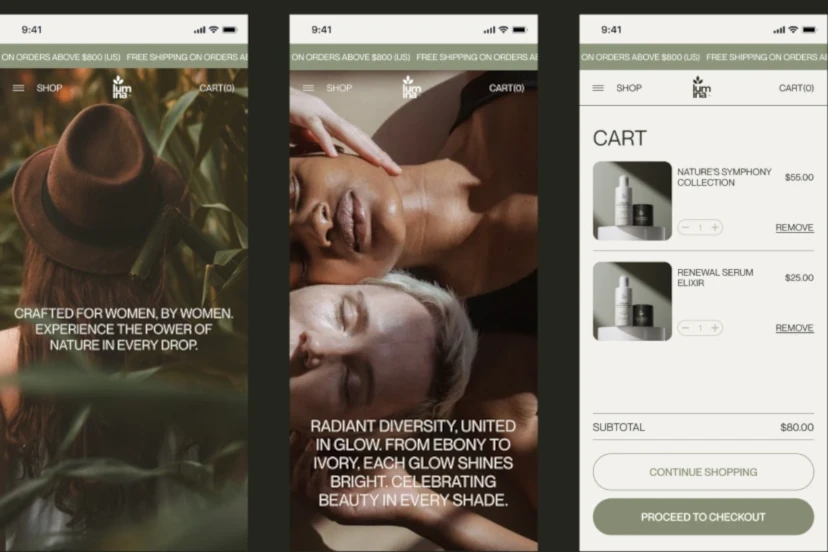 9:41
ON ORDERS ABOVE $800 (US) FREE SHIPPING ON ORDERS
SHOP
lum
ina
CART(0)
CRAFTED FOR WOMEN, BY WOMEN.
EXPERIENCE THE POWER OF
NATURE IN EVERY DROP.
9:41
ON ORDERS ABOVE $800 (US) FREE SHIPPING ON ORDERS
SHOP
lum
ina
CART(0)
RADIANT DIVERSITY, UNITED
IN GLOW. FROM EBONY TO
IVORY, EACH GLOW SHINES
BRIGHT. CELEBRATING
BEAUTY IN EVERY SHADE.
9:41
ON ORDERS ABOVE $800 (US) FREE SHIPPING ON ORDERS
SHOP
lum
ina
CART(0)
CART
NATURE'S SYMPHONY
COLLECTION
$55.00
1
REMOVE
RENEWAL SERUM
ELIXIR
$25.00
1
REMOVE
SUBTOTAL
$80.00
CONTINUE SHOPPING
PROCEED TO CHECKOUT